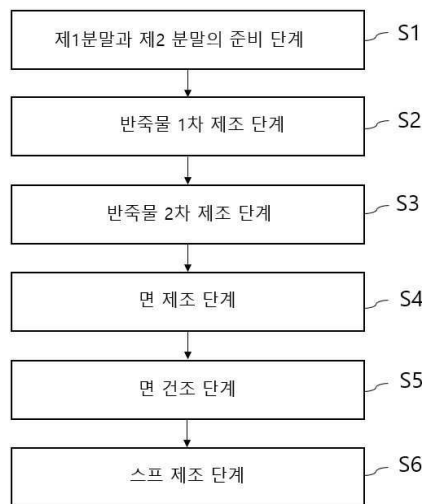 제1분말과 제2 분말의 준비 단계
S1
반죽물 1차 제조 단계
S2
반죽물 2차 제조 단계
S3
면 제조 단계
S4
면 건조 단계
S5
스프 제조 단계
S6